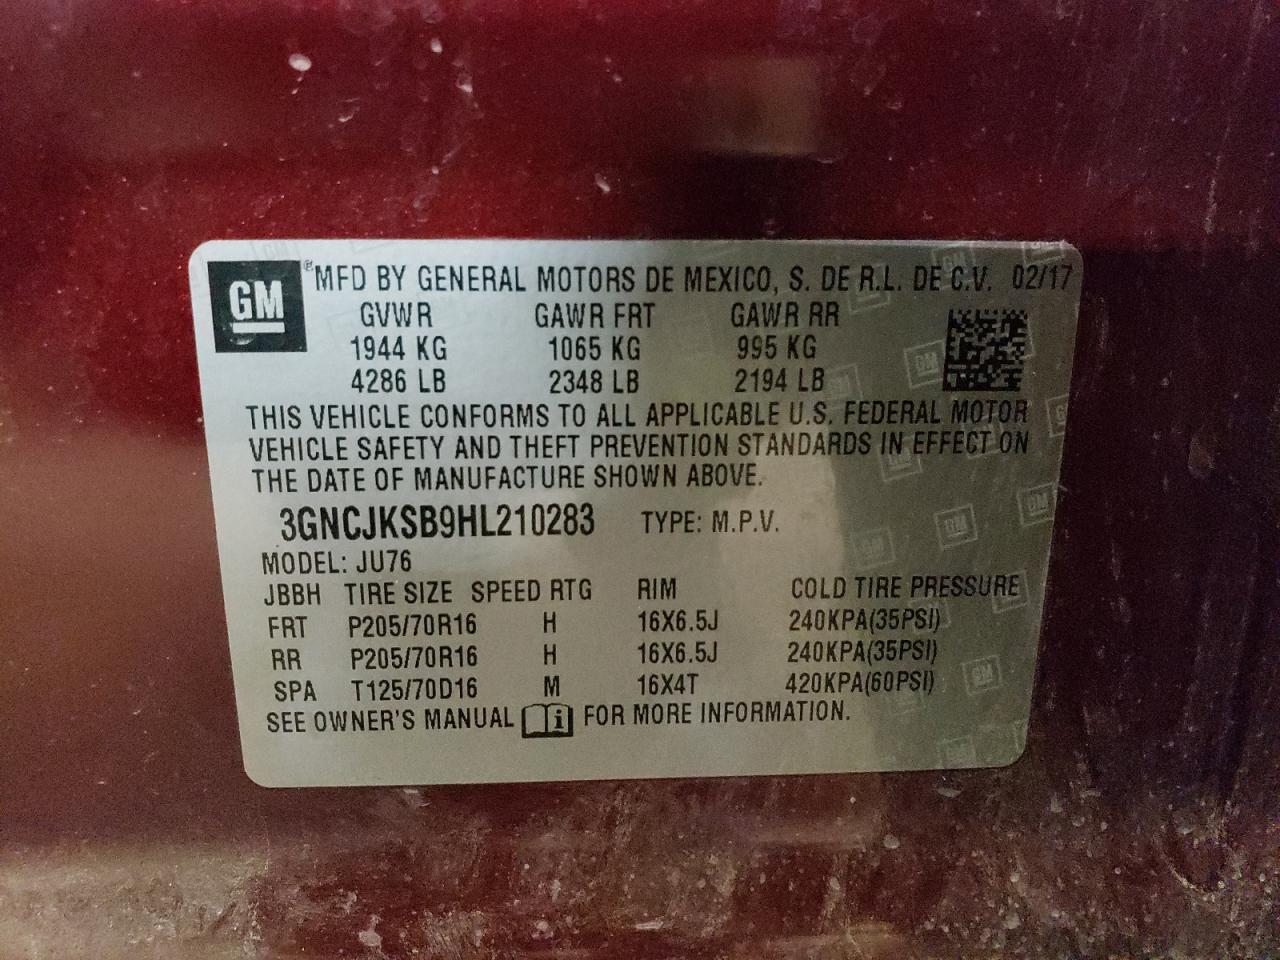 GM ® MFD BY GENERAL MOTORS DE MEXICO, S. DE R.L. DE C.V. 02/17
GVWR GAWR FRT GAWR RR
1944 KG 1065 KG 995 KG
4286 LB 2348 LB 2194 LB
THIS VEHICLE CONFORMS TO ALL APPLICABLE U.S. FEDERAL MOTOR
VEHICLE SAFETY AND THEFT PREVENTION STANDARDS IN EFFECT ON
THE DATE OF MANUFACTURE SHOWN ABOVE.
3GNCJKSB9HL210283 TYPE: M.P.V.
MODEL: JU76
JBBH TIRE SIZE SPEED RTG RIM COLD TIRE PRESSURE
FRT P205/70R16 H 16X6.5J 240KPA(35PSI)
RR P205/70R16 H 16X6.5J 240KPA(35PSI)
SPA T125/70D16 M 16X4T 420KPA(60PSI)
SEE OWNER'S MANUAL i FOR MORE INFORMATION.